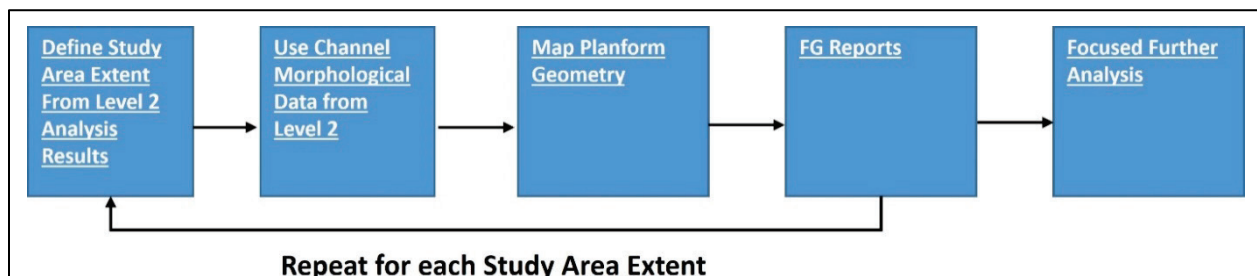 Define Study
Area Extent
From Level 2
Analysis
Results
Use Channel
Morphological
Data from
Level 2
Map Planform
Geometry
FG Reports
Focused Further
Analysis
Repeat for each Study Area Extent